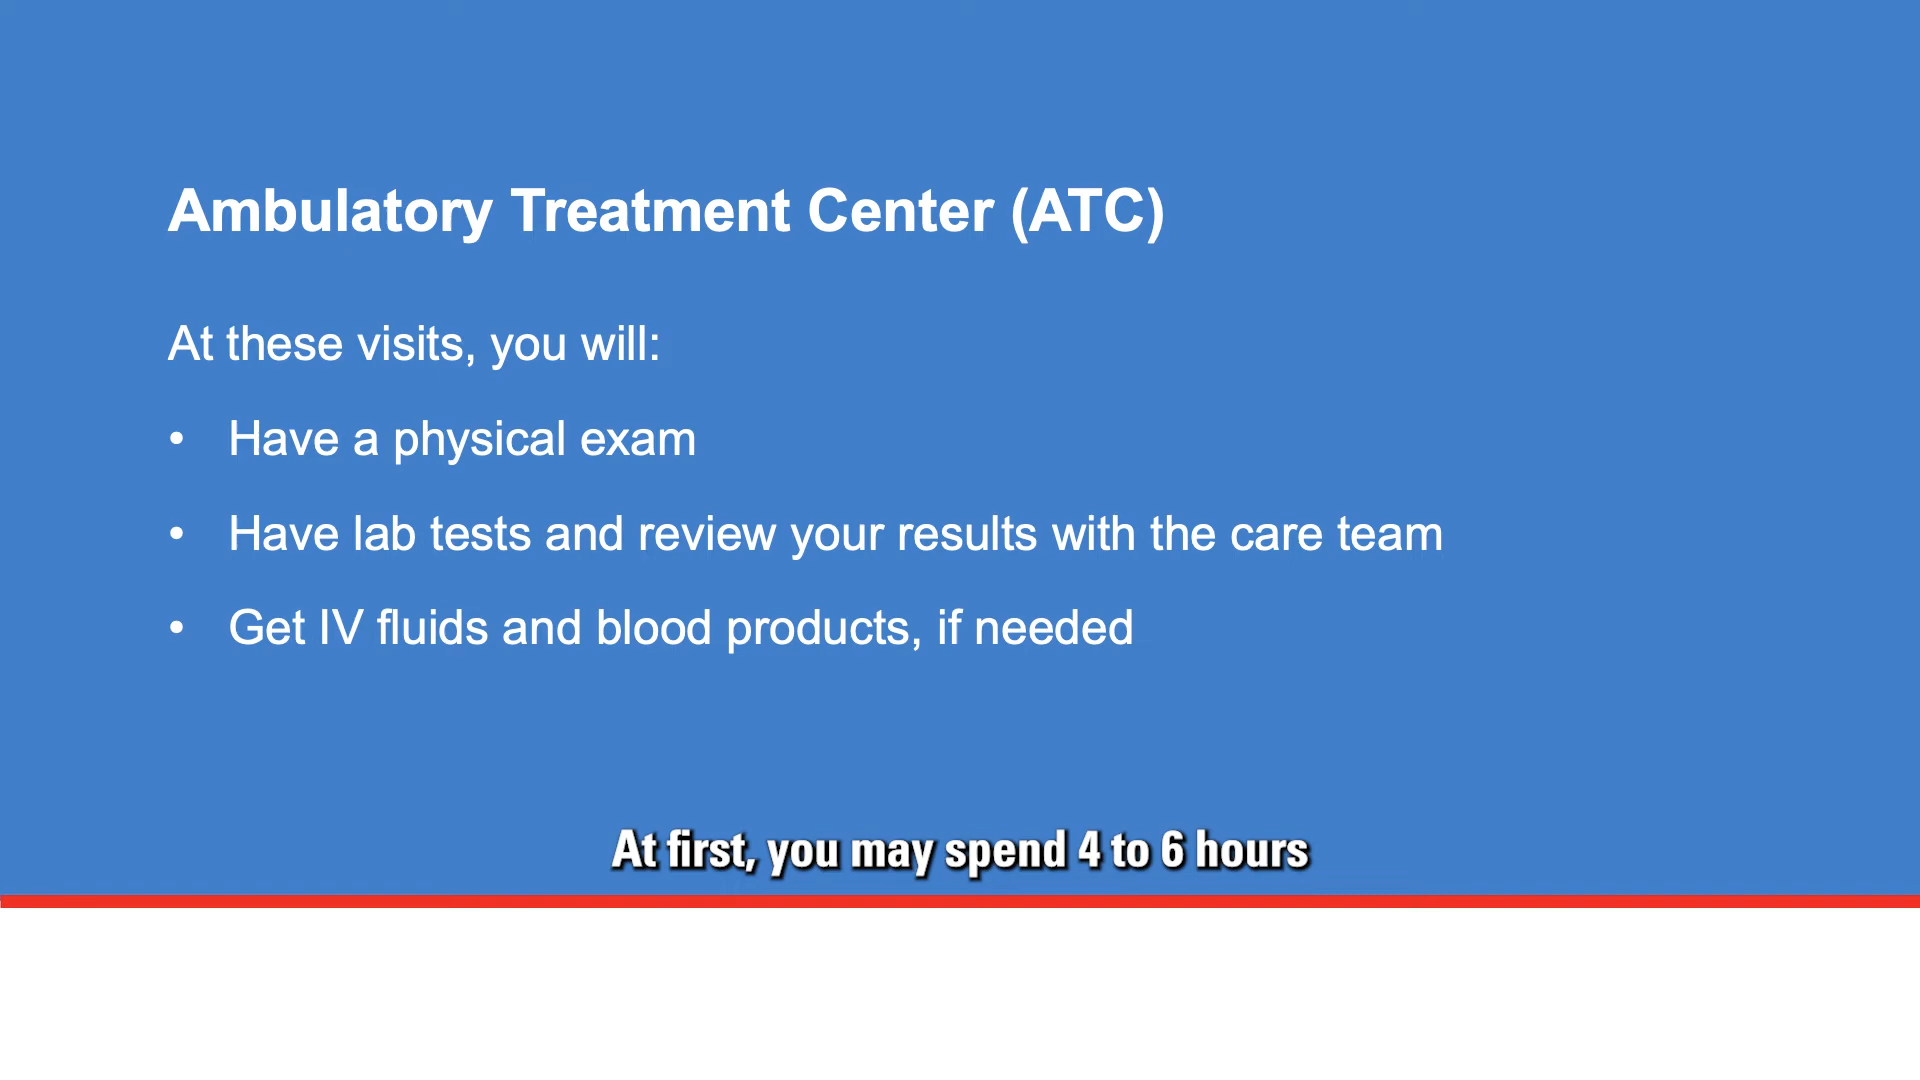 Ambulatory Treatment Center (ATC)
At these visits, you will:
• Have a physical exam
• Have lab tests and review your results with the care team
• Get IV fluids and blood products, if needed
At first, you may spend 4 to 6 hours